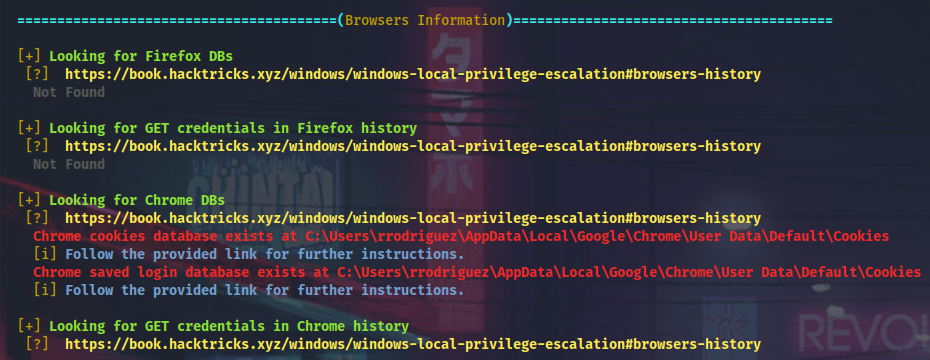 ========================================(Browsers Information)========================================
[+] Looking for Firefox DBs
[?] https://book.hacktricks.xyz/windows/windows-local-privilege-escalation#browsers-history
Not Found
[+] Looking for GET credentials in Firefox history
[?] https://book.hacktricks.xyz/windows/windows-local-privilege-escalation#browsers-history
Not Found
[+] Looking for Chrome DBs
[?] https://book.hacktricks.xyz/windows/windows-local-privilege-escalation#browsers-history
Chrome cookies database exists at C:\Users\rrodriguez\AppData\Local\Google\Chrome\User Data\Default\Cookies
[i] Follow the provided link for further instructions.
Chrome saved login database exists at C:\Users\rrodriguez\AppData\Local\Google\Chrome\User Data\Default\Cookies
[i] Follow the provided link for further instructions.
[+] Looking for GET credentials in Chrome history
[?] https://book.hacktricks.xyz/windows/windows-local-privilege-escalation#browsers-history
タマホ